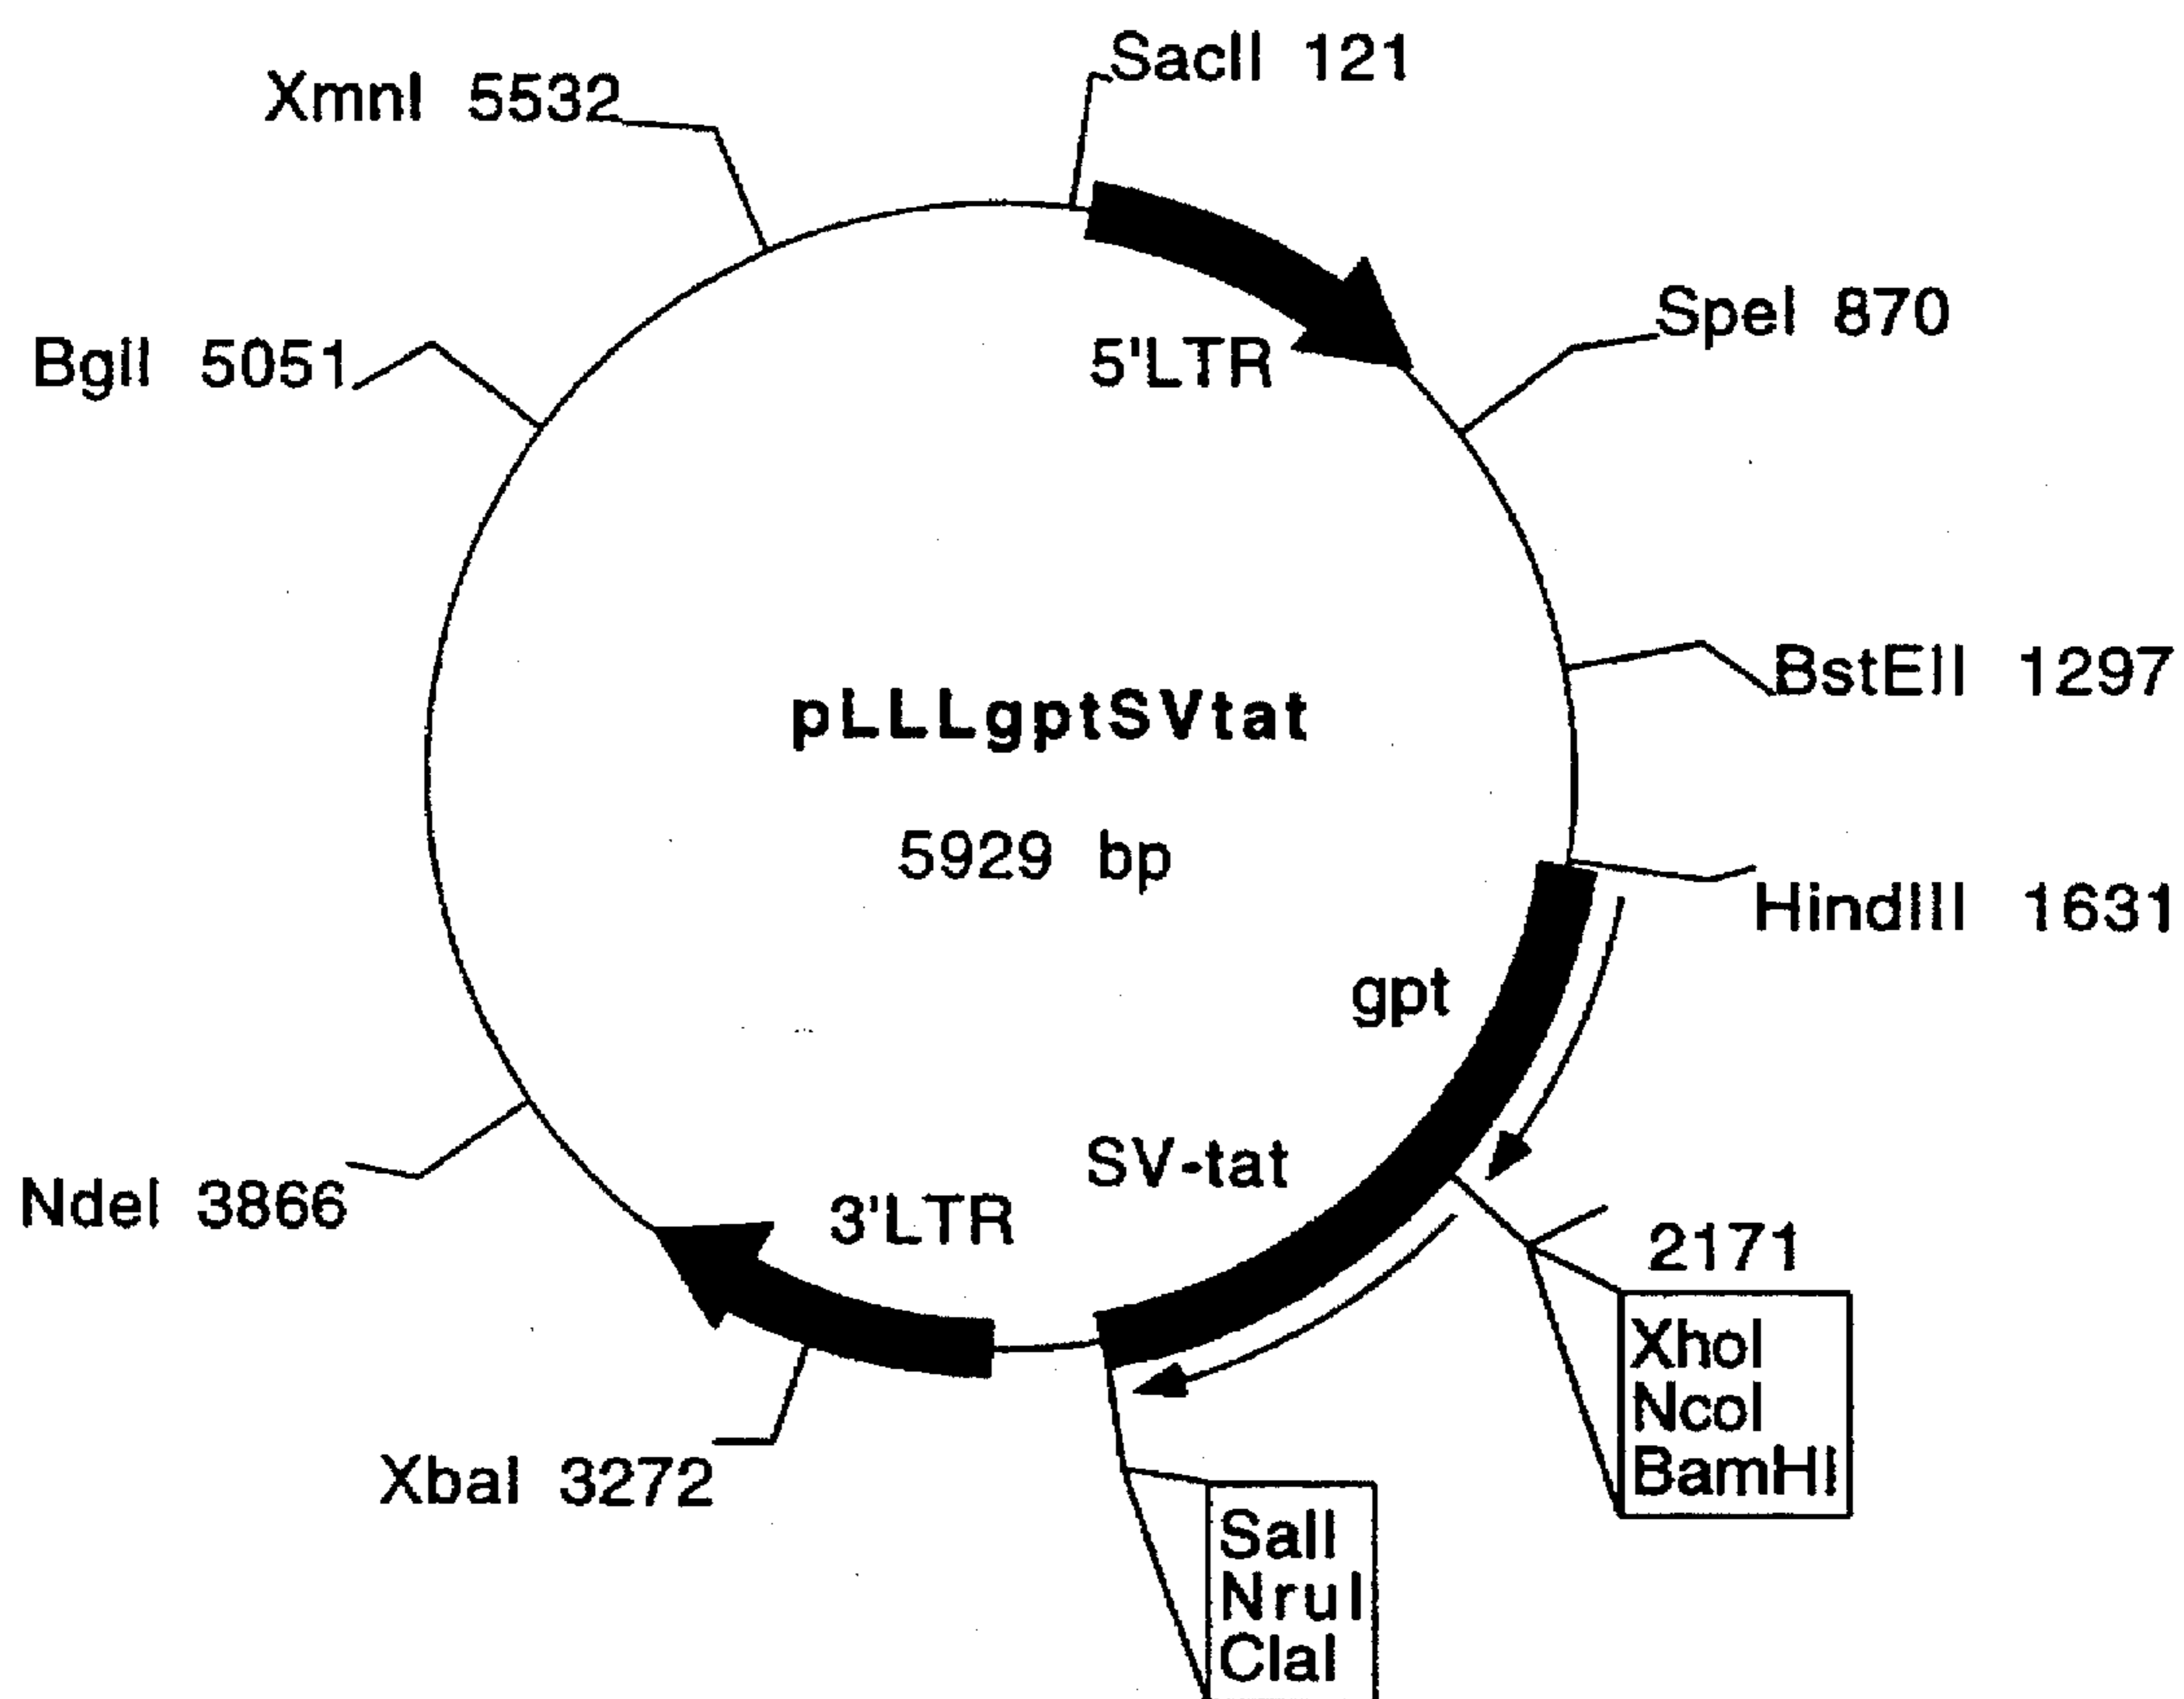 SacII 121
XmnI 5532
SpeI 870
BglI 5051
5'LTR
BstEII 1297
pLLLgptSVtat
5929 bp
HindIII 1631
gpt
SV-tat
NdeI 3866
3'LTR
2171
XhoI
NcoI
BamHI
XbaI 3272
SalI
NruI
ClaI